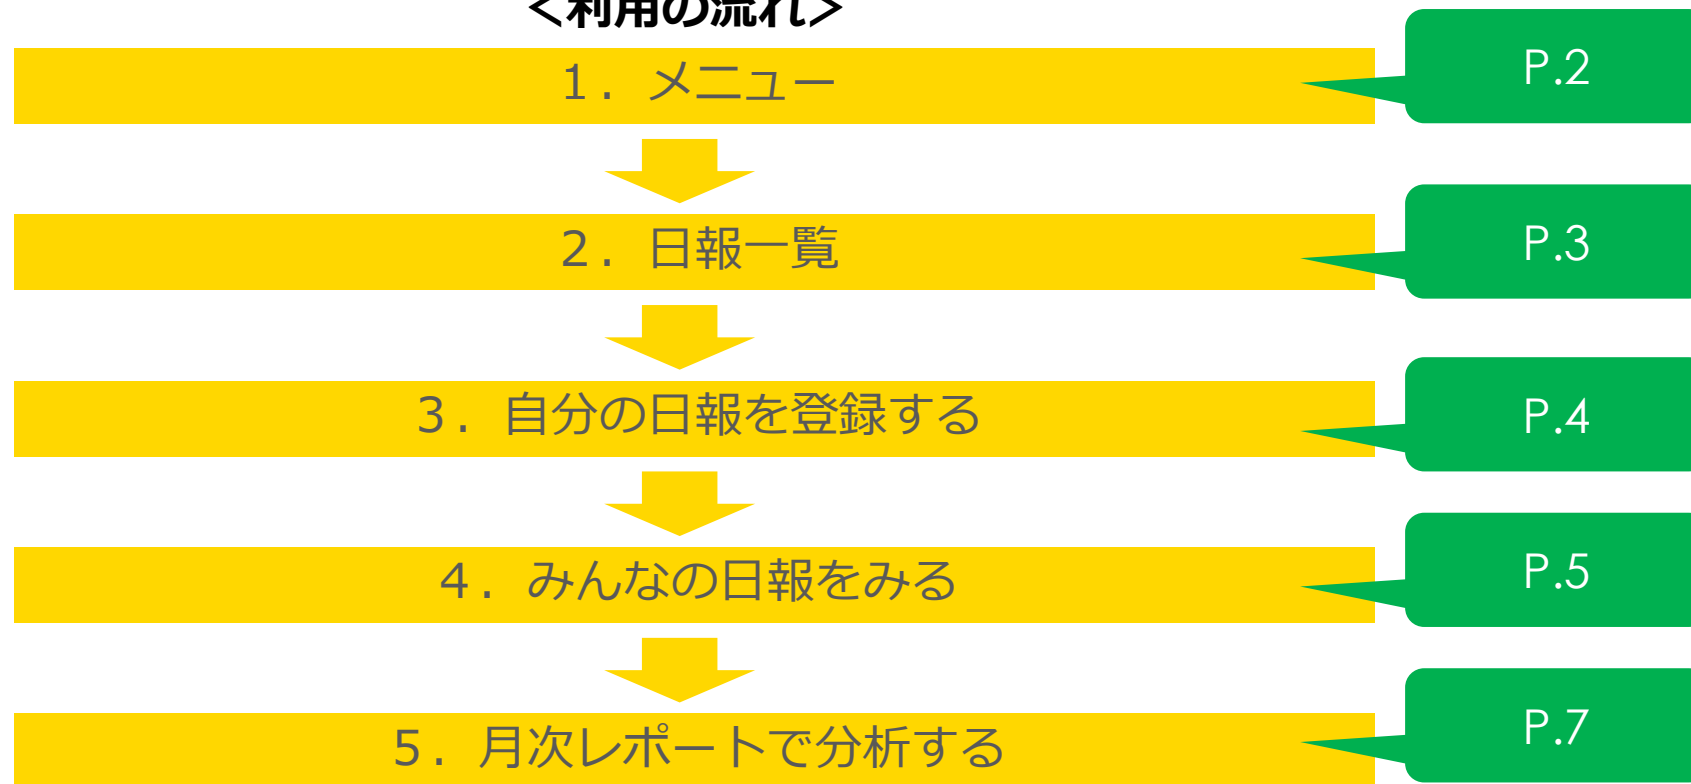 ＜利用の流れ＞
１．メニュー
P.2
２．日報一覧
P.3
３．自分の日報を登録する
P.4
４．みんなの日報をみる
P.5
５．月次レポートで分析する
P.7